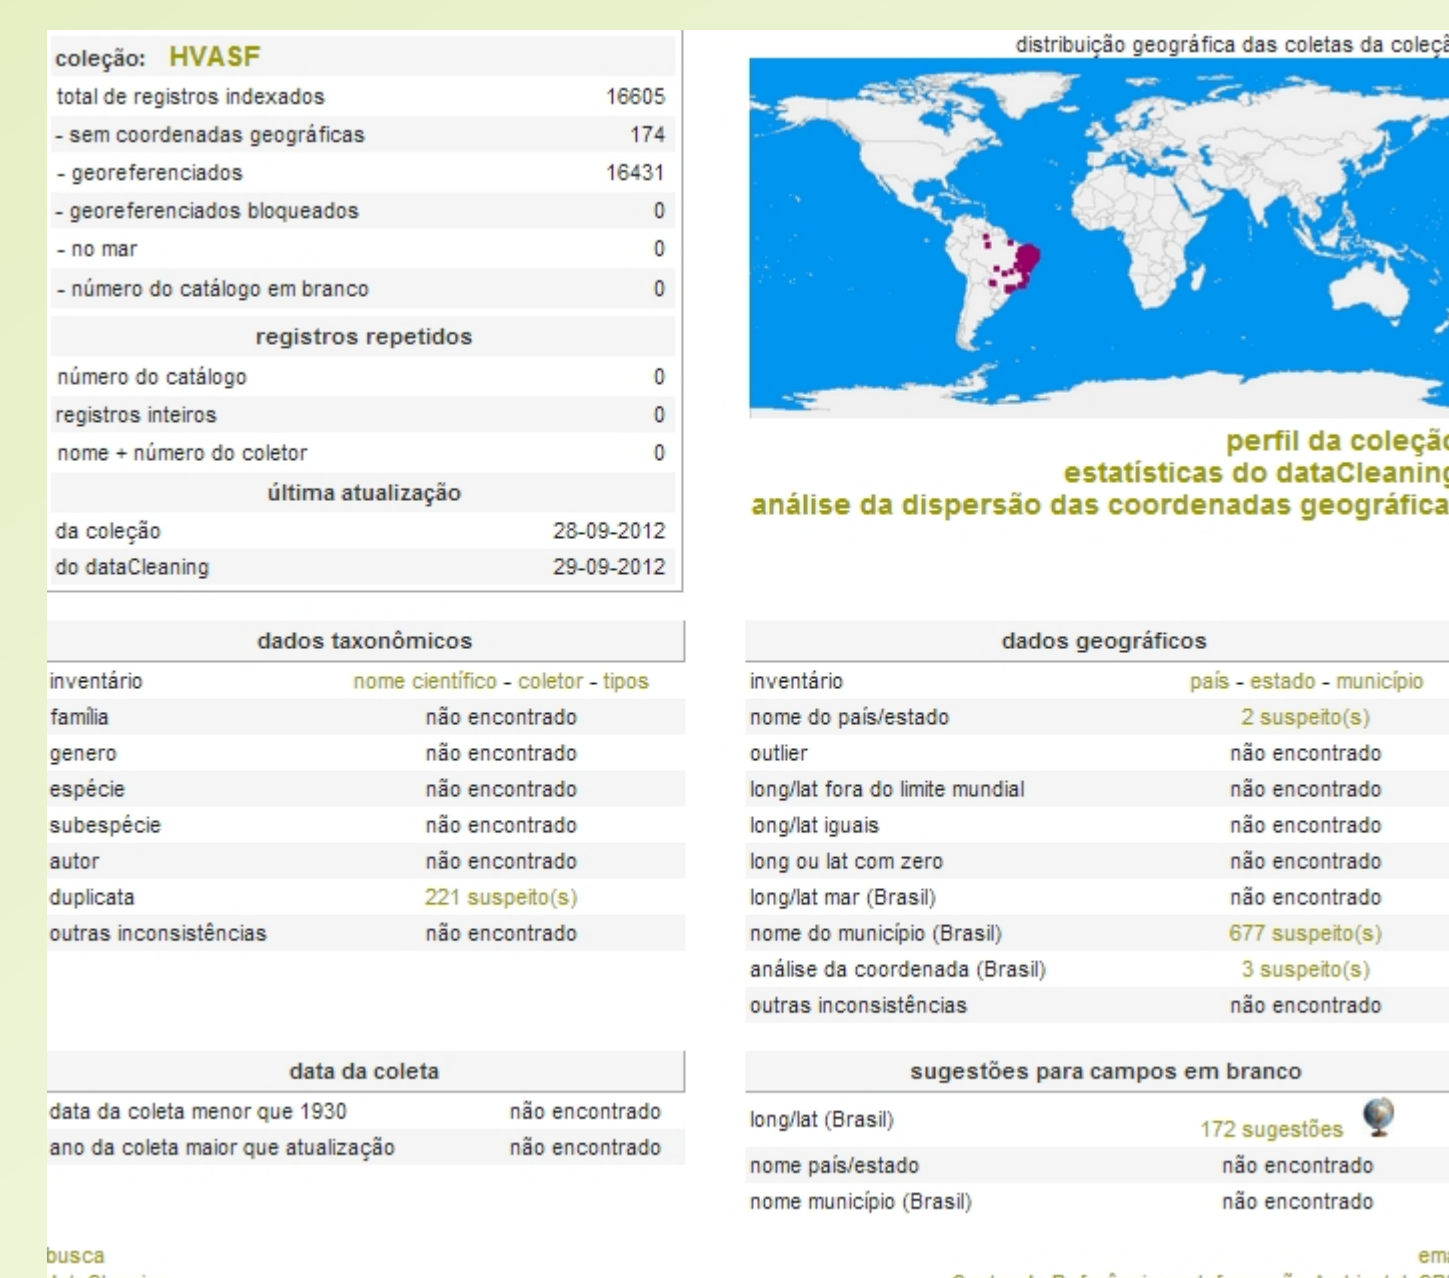 coleção: HVASF
total de registros indexados 16605
- sem coordenadas geográficas 174
- georeferenciados 16431
- georeferenciados bloqueados 0
- no mar 0
- número do catálogo em branco 0
registros repetidos
número do catálogo 0
registros inteiros 0
nome + número do coletor 0
última atualização
da coleção 28-09-2012
do dataCleaning 29-09-2012
distribuição geográfica das coletas da
perfil da
estatísticas do
análise da dispersão das coordenadas
dados taxonômicos
inventário nome científico - coletor - tipos
família não encontrado
genero não encontrado
espécie não encontrado
subespécie não encontrado
autor não encontrado
duplicata 221 suspeito(s)
outras inconsistências não encontrado
dados geográficos
inventário país - estado - município
nome do país/estado 2 suspeito(s)
outlier não encontrado
long/lat fora do limite mundial não encontrado
long/lat iguais não encontrado
long ou lat com zero não encontrado
long/lat mar (Brasil) não encontrado
nome do município (Brasil) 677 suspeito(s)
análise da coordenada (Brasil) 3 suspeito(s)
outras inconsistências não encontrado
data da coleta
data da coleta menor que 1930 não encontrado
ano da coleta maior que atualização não encontrado
sugestões para campos em branco
long/lat (Brasil) 172 sugestões
nome país/estado não encontrado
nome município (Brasil) não encontrado
busca